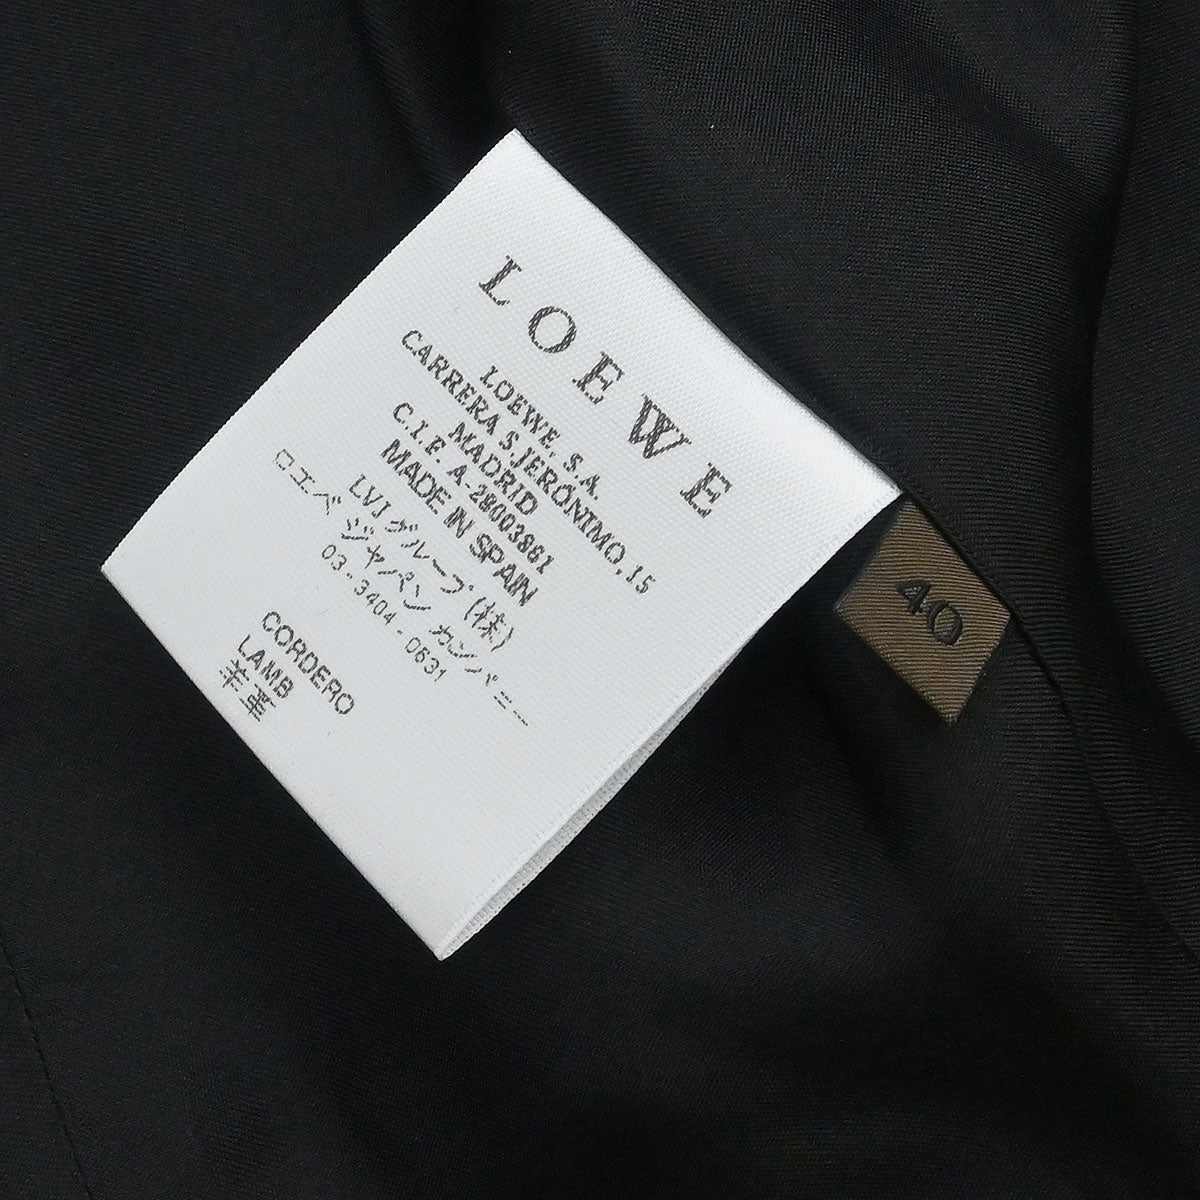 LOEWE
LOEWE, S.A.
CARRERA S.JERÓNIMO,15
MADRID
C.I.F. A-28003861
MADE IN SPAIN
LVJグループ(株)
ロエベ ジャパン カンパニー
03-3404-0631
CORDERO
LAMB
羊革
40